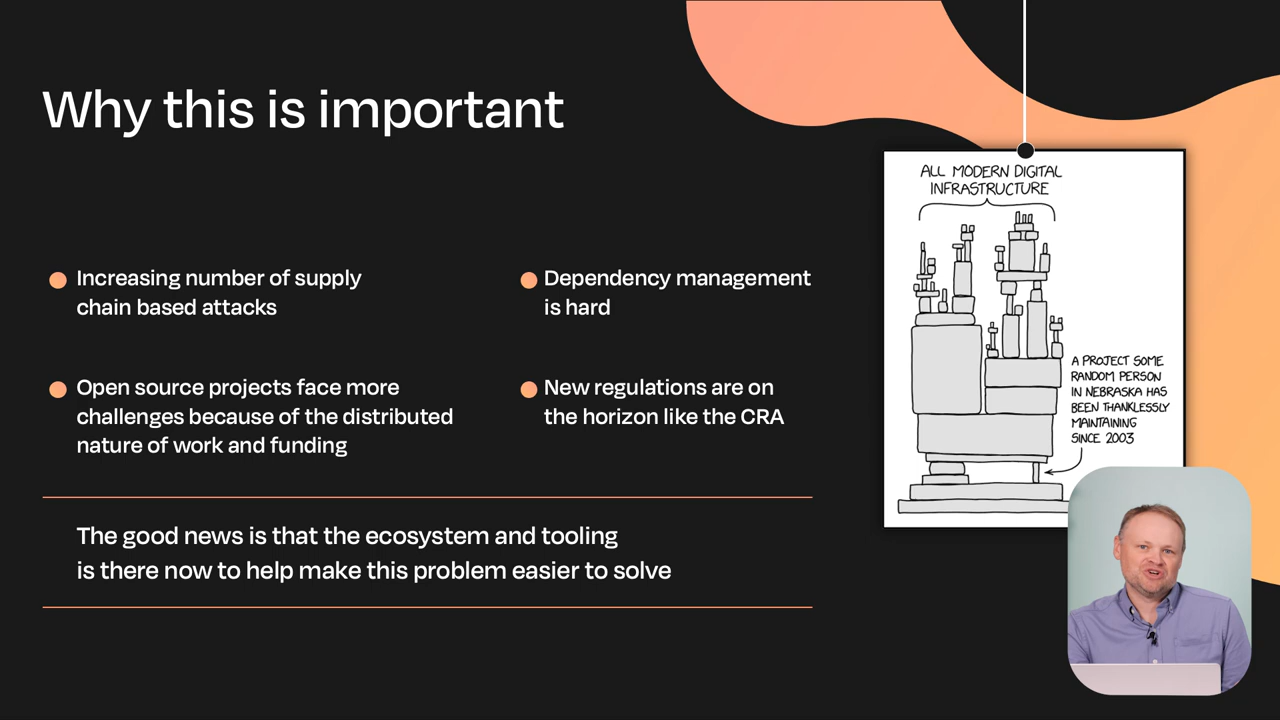 Why this is important
Increasing number of supply
chain based attacks
Dependency management
is hard
Open source projects face more
challenges because of the distributed
nature of work and funding
New regulations are on
the horizon like the CRA
The good news is that the ecosystem and tooling
is there now to help make this problem easier to solve
ALL MODERN DIGITAL
INFRASTRUCTURE
A PROJECT SOME
RANDOM PERSON
IN NEBRASKA HAS
BEEN THANKLESSLY
MAINTAINING
SINCE 2003